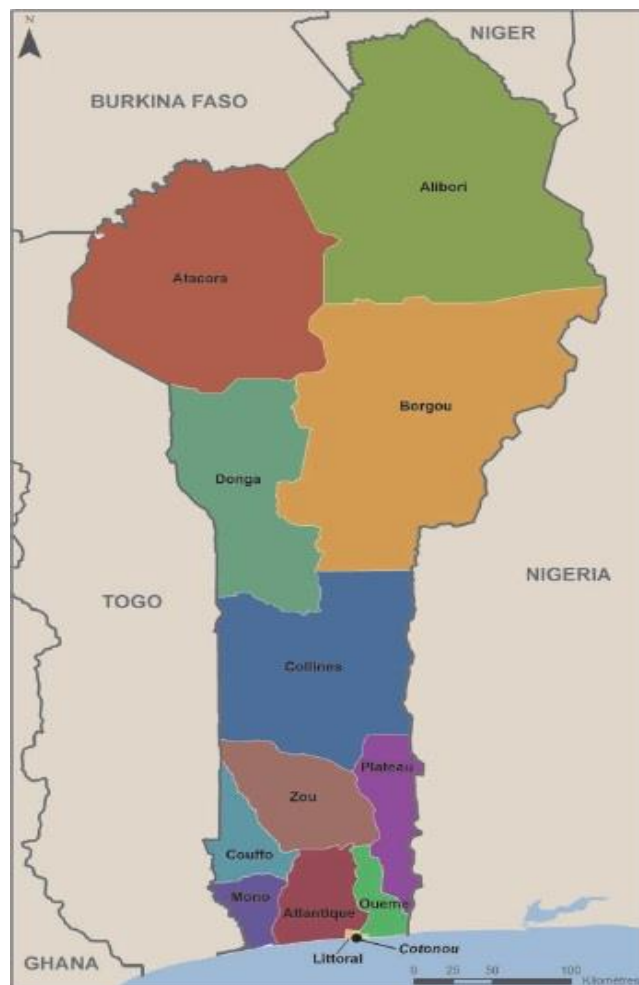 N
NIGER
BURKINA FASO
Alibori
Atacora
Borgou
Donga
NIGERIA
TOGO
Collines
Plateau
Zou
Couffo
Mono
Oueme
Atlantique
Cotonou
Littoral
GHANA
0 25 50 100
Kilomètres